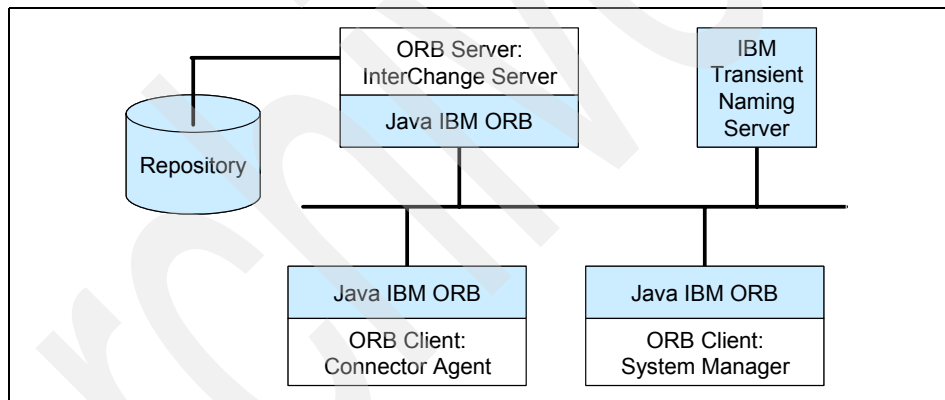 ORB Server:
InterChange Server
Java IBM ORB
IBM
Transient
Naming
Server
Repository
Java IBM ORB
ORB Client:
Connector Agent
Java IBM ORB
ORB Client:
System Manager